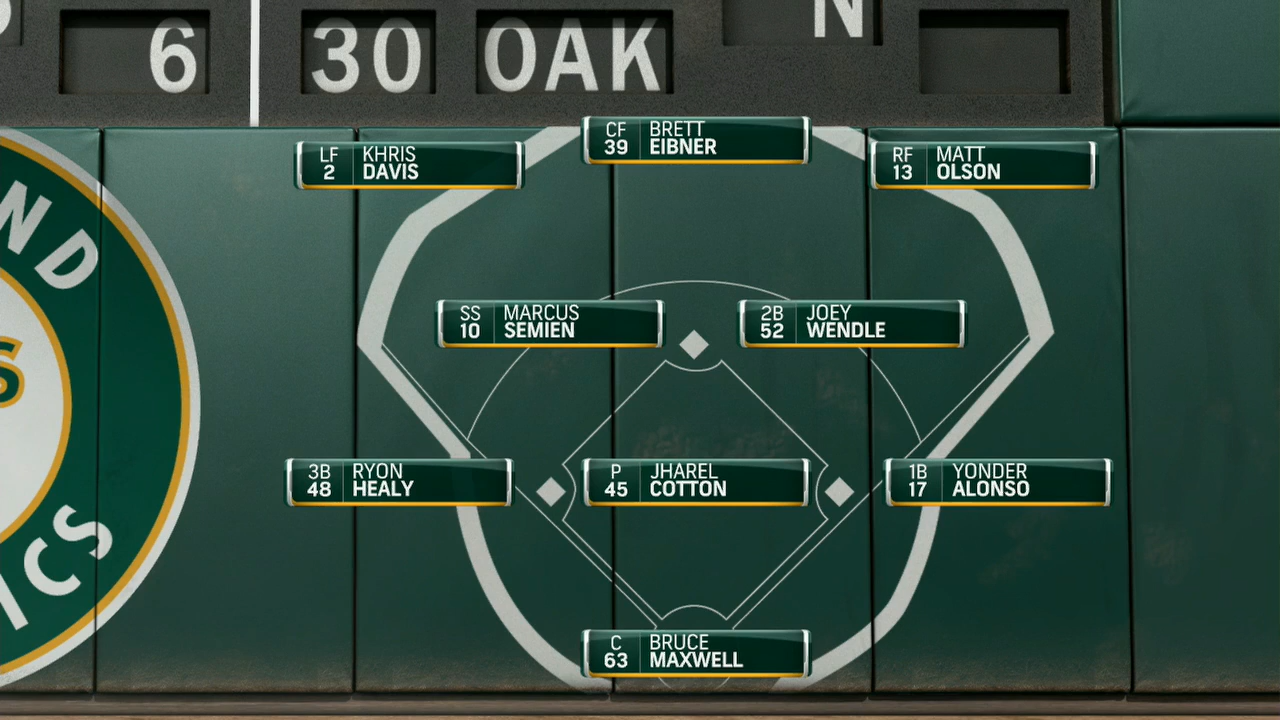 6 30 OAK N
CF BRETT
39 EIBNER
LF KHRIS
2 DAVIS
RF MATT
13 OLSON
SS MARCUS
10 SEMIEN
2B JOEY
52 WENDLE
3B RYON
48 HEALY
P JHAREL
45 COTTON
1B YONDER
17 ALONSO
C BRUCE
63 MAXWELL
ND
S
ICS